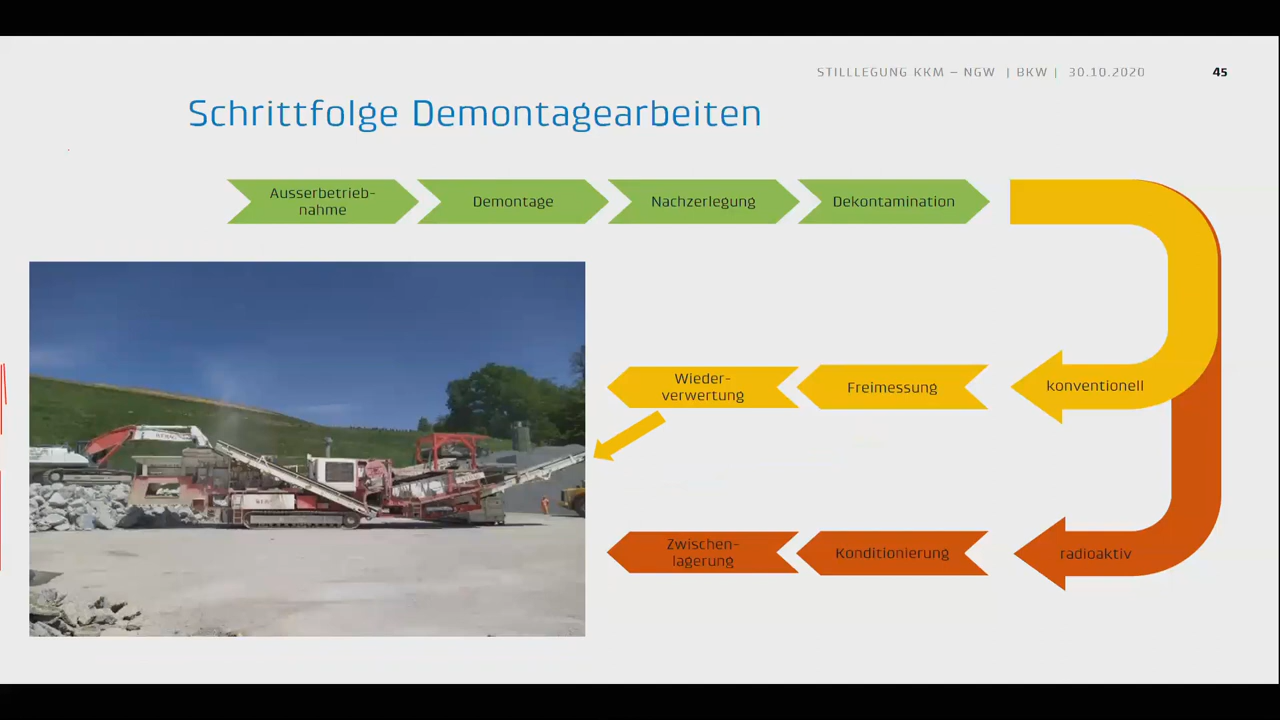 STILLLEGUNG KKM – NGW | BKW | 30.10.2020 45
Schrittfolge Demontagearbeiten
Ausserbetrieb-
nahme
Demontage
Nachzerlegung
Dekontamination
Wieder-
verwertung
Freimessung
konventionell
Zwischen-
lagerung
Konditionierung
radioaktiv